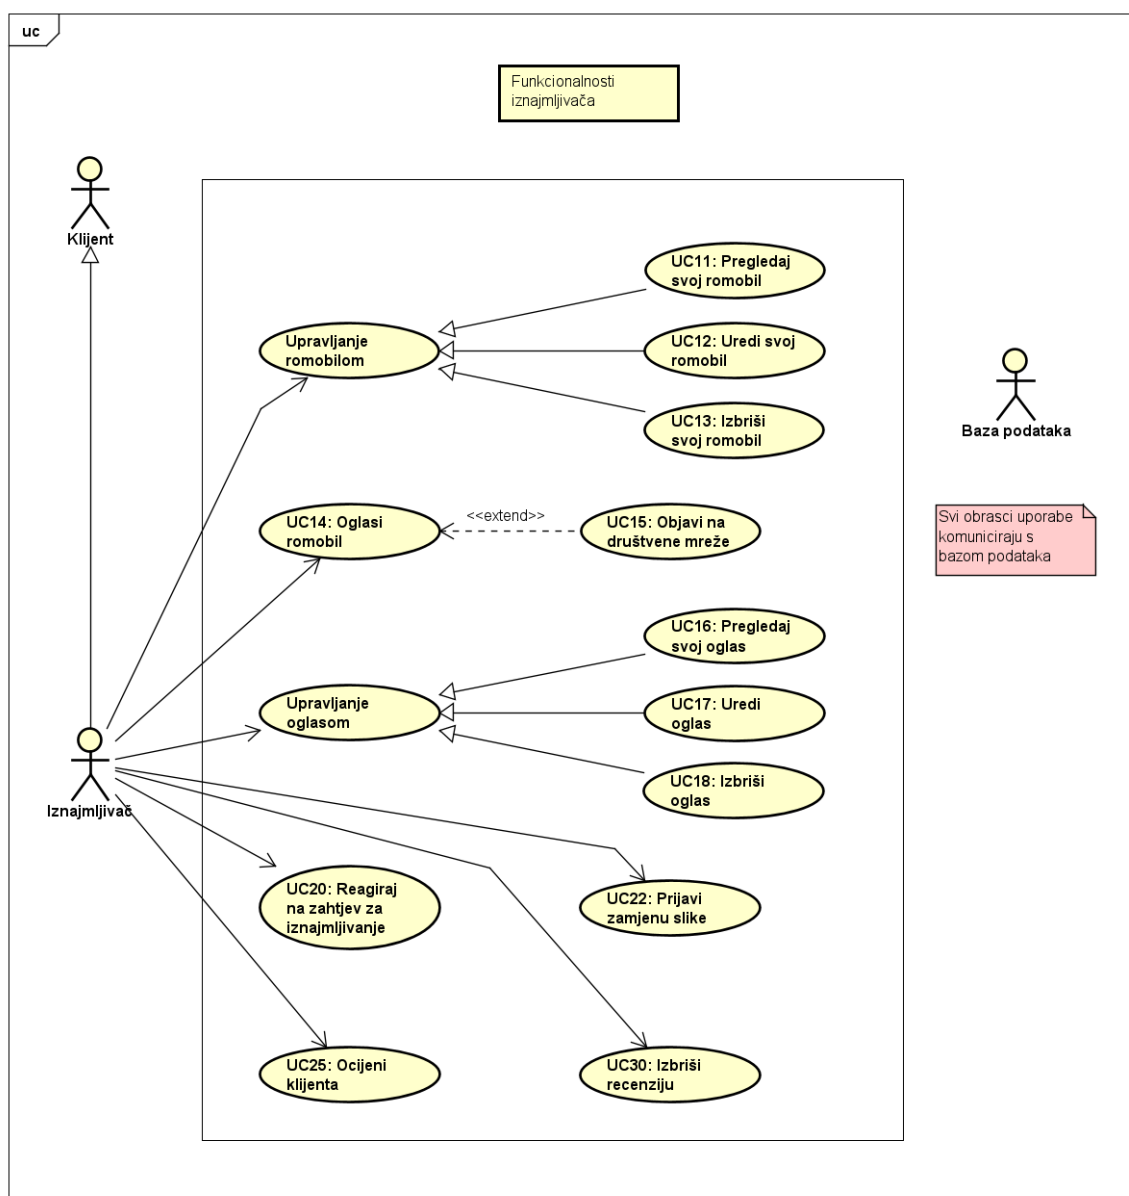 uc
Funkcionalnosti
iznajmljivača
Klijent
UC11: Pregledaj
svoj romobil
Upravljanje
romobilom
UC12: Uredi svoj
romobil
UC13: Izbriši
svoj romobil
Baza podataka
UC14: Oglasi
romobil
<<extend>>
UC15: Objavi na
društvene mreže
Svi obrasci uporabe
komuniciraju s
bazom podataka
UC16: Pregledaj
svoj oglas
Upravljanje
oglasom
UC17: Uredi
oglas
UC18: Izbriši
oglas
Iznajmljivač
UC20: Reagiraj
na zahtjev za
iznajmljivanje
UC22: Prijavi
zamjenu slike
UC25: Ocijeni
klijenta
UC30: Izbriši
recenziju